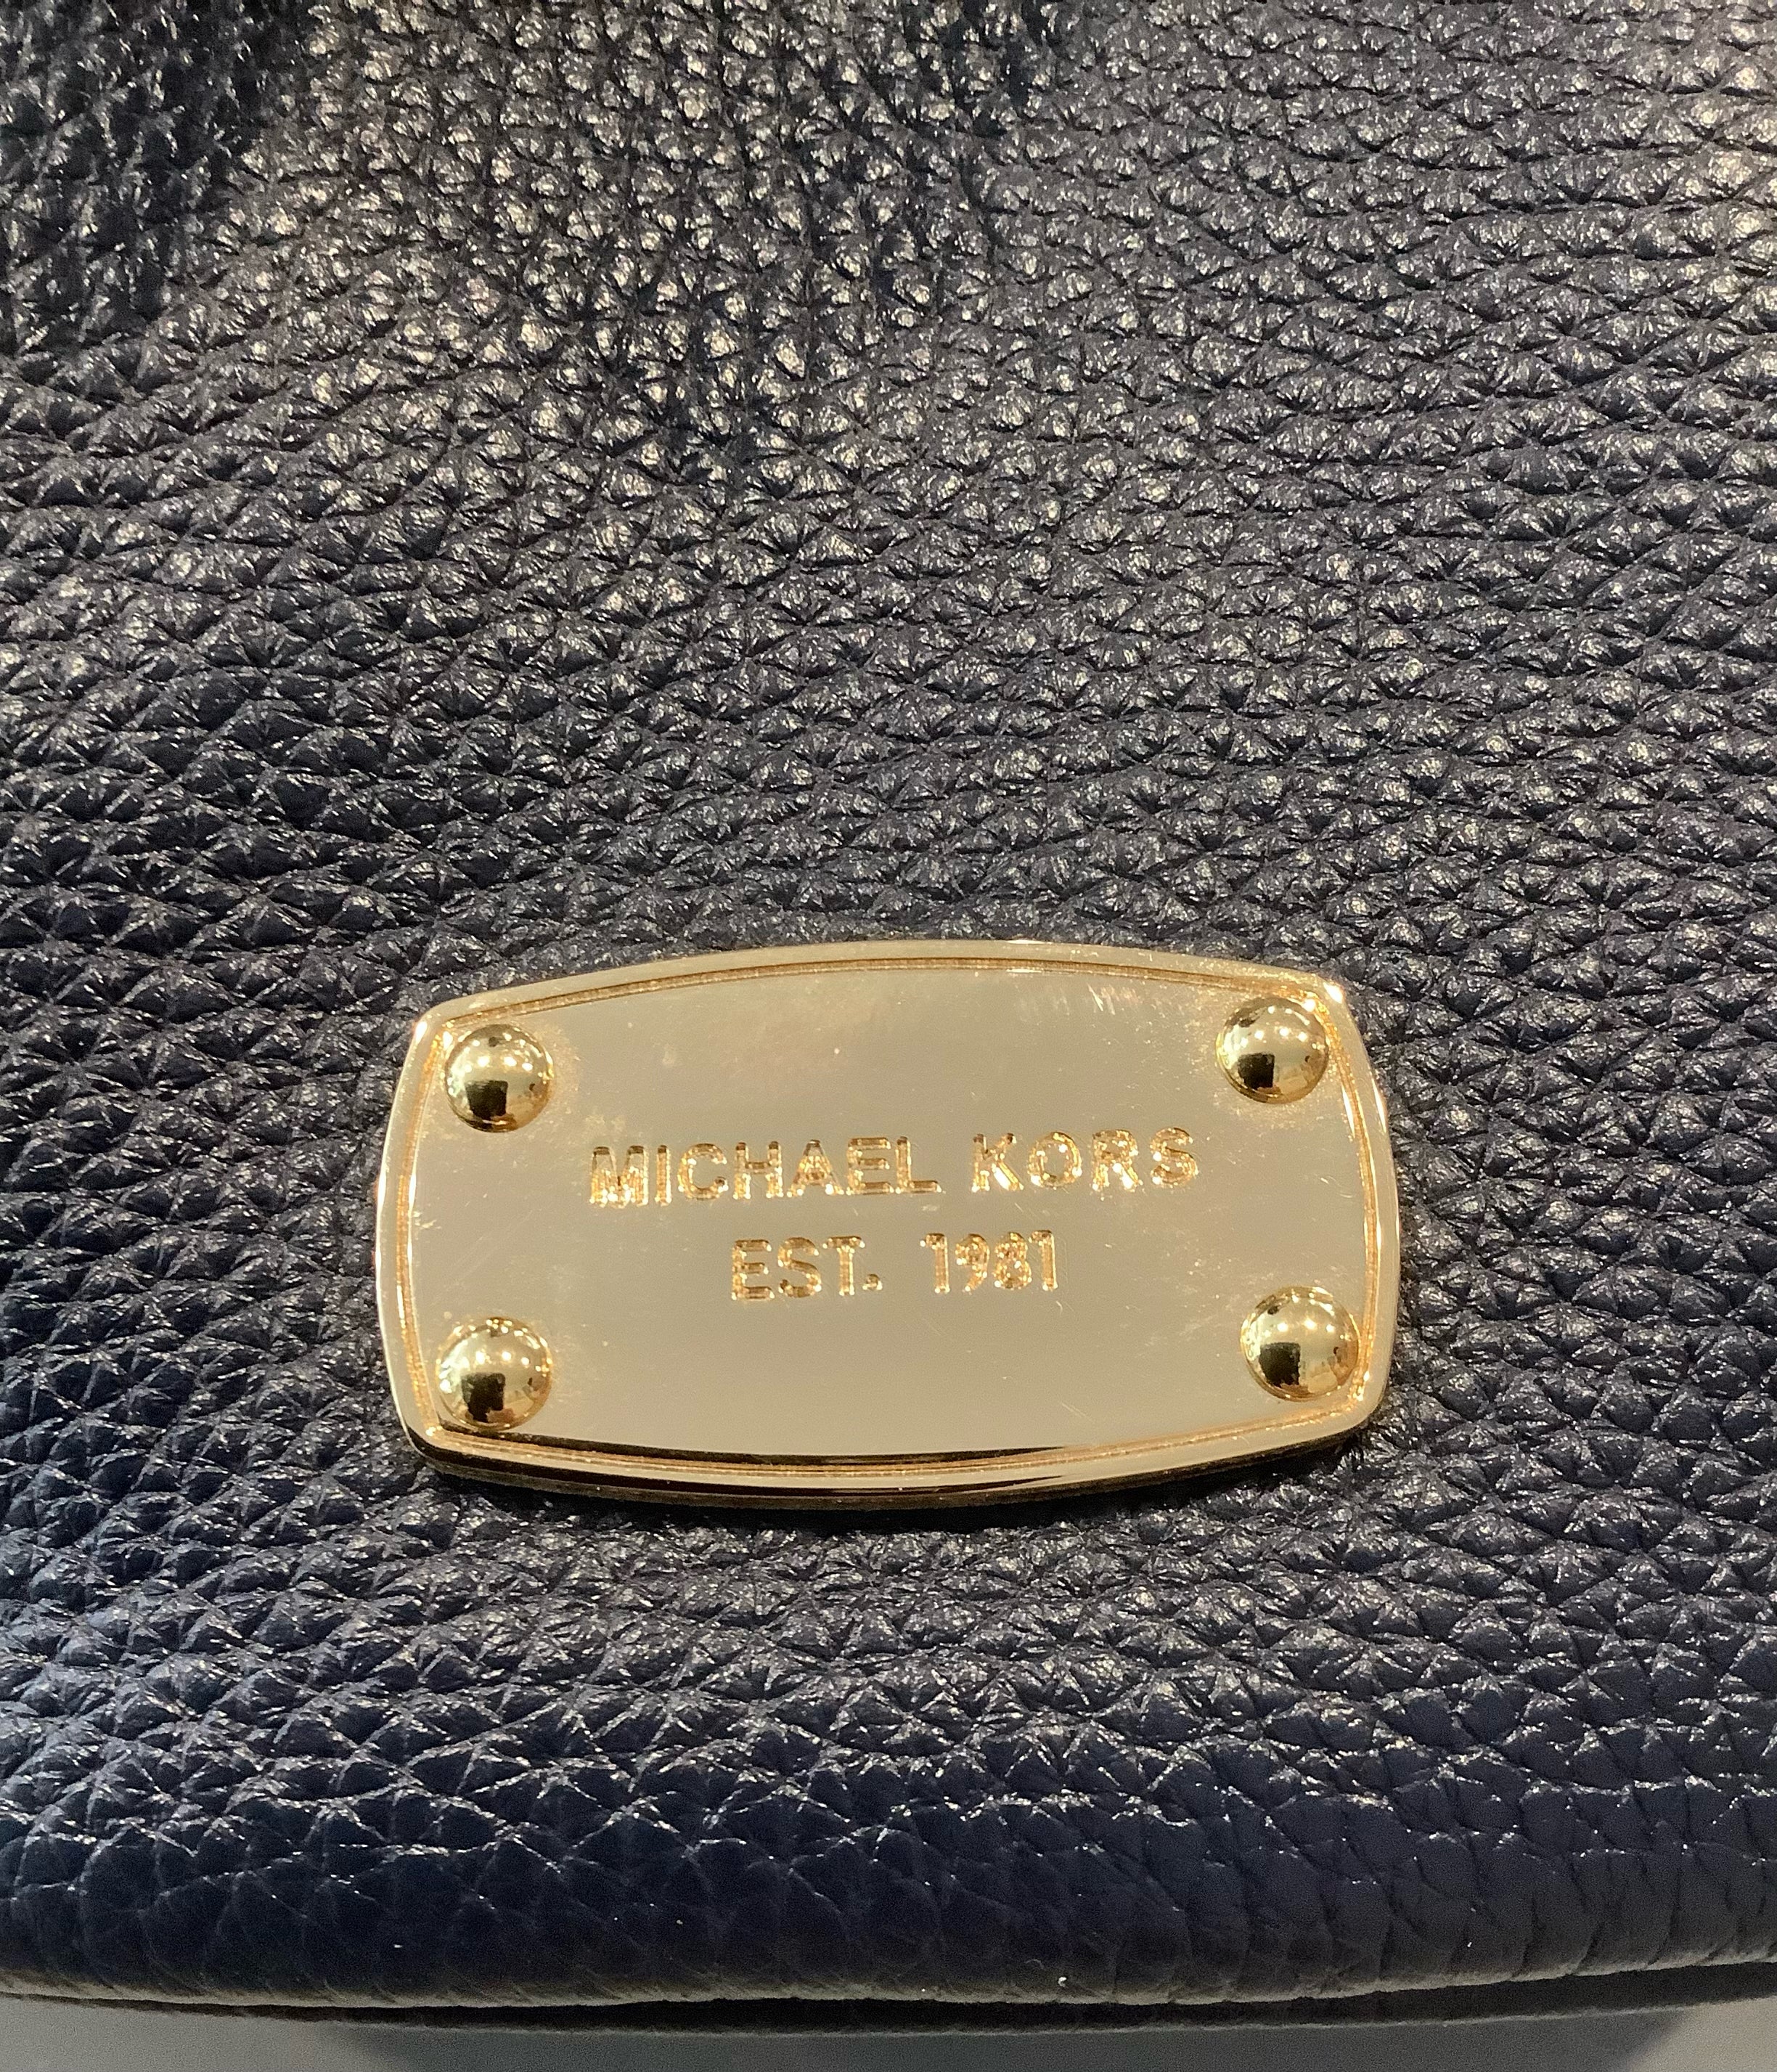 MICHAEL KORS
EST. 1981